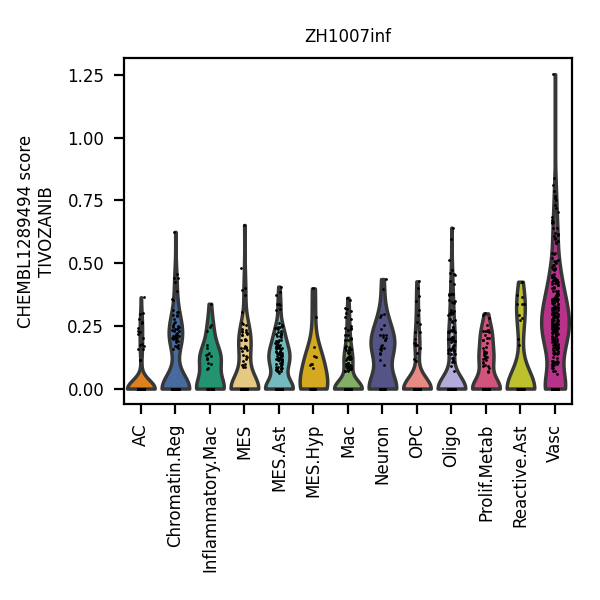 ZH1007inf
CHEMBL1289494 score
TIVOZANIB
1.25
1.00
0.75
0.50
0.25
0.00
AC
Chromatin.Reg
Inflammatory.Mac
MES
MES.Ast
MES.Hyp
Mac
Neuron
OPC
Oligo
Prolif.Metab
Reactive.Ast
Vasc